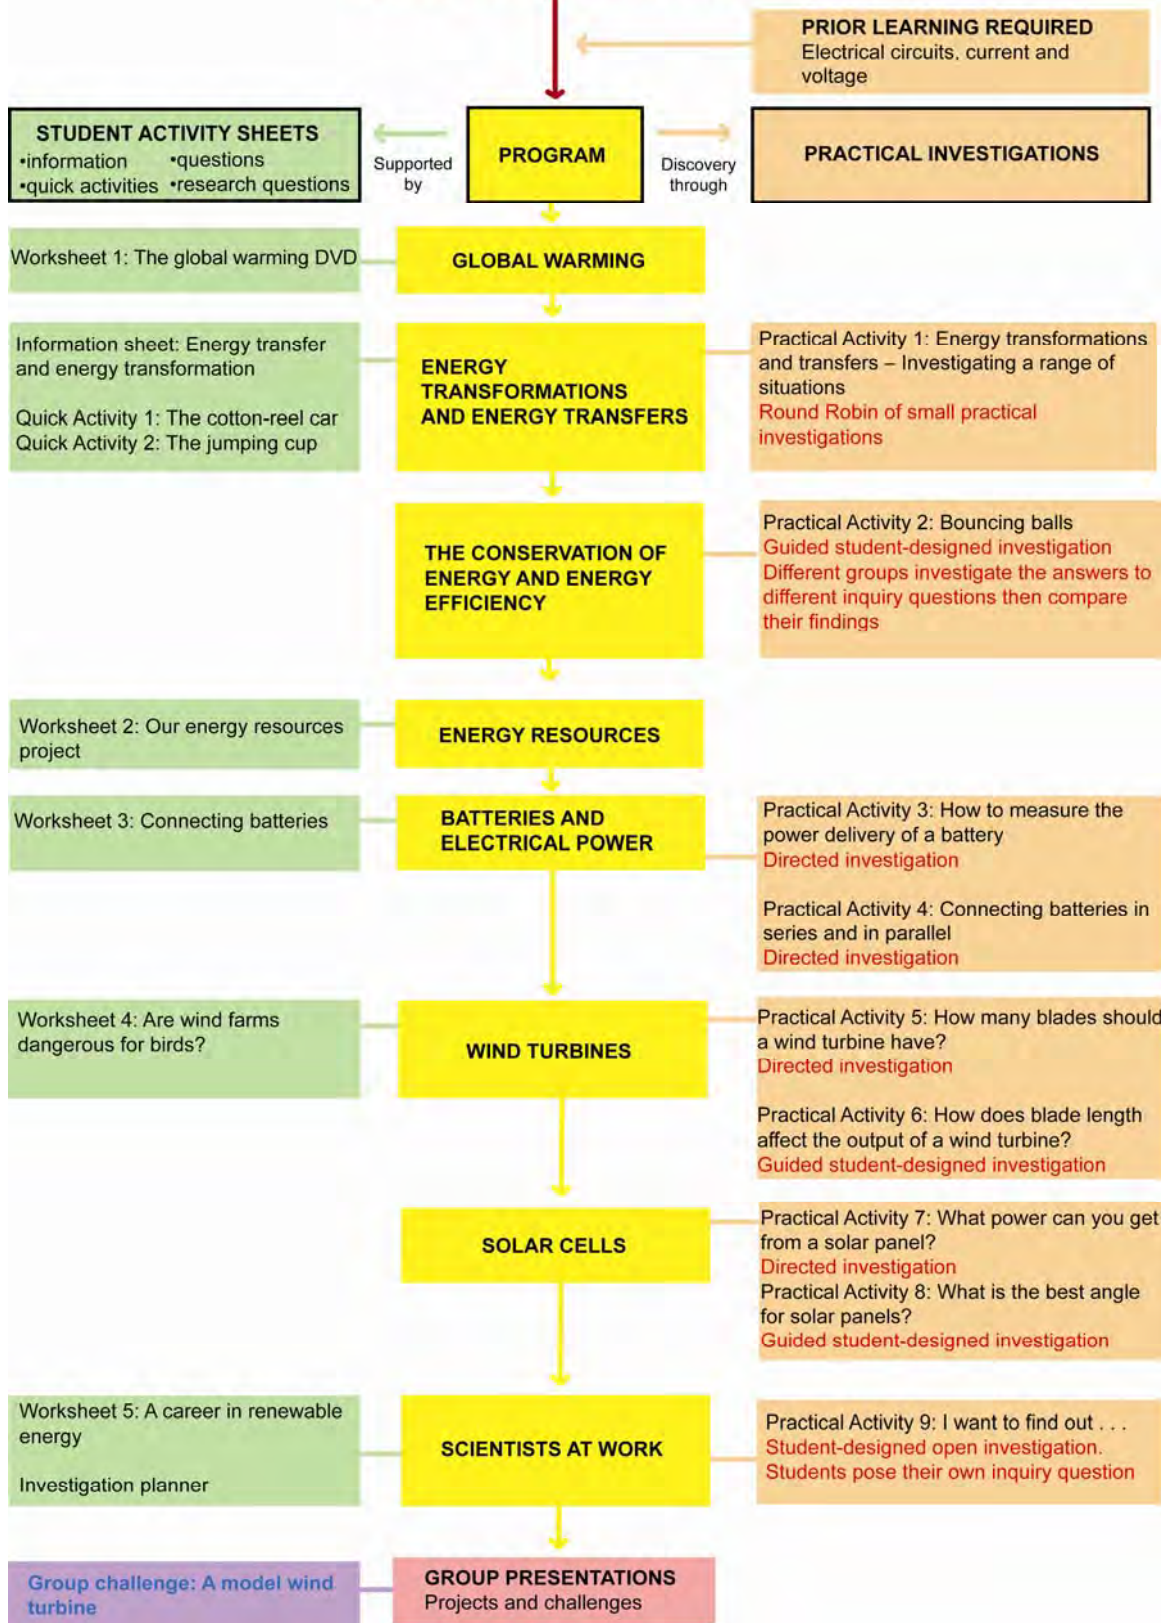 PRIOR LEARNING REQUIRED
Electrical circuits, current and
voltage
STUDENT ACTIVITY SHEETS
•information •questions
•quick activities •research questions
Supported
by
PROGRAM
Discovery
through
PRACTICAL INVESTIGATIONS
Worksheet 1: The global warming DVD
GLOBAL WARMING
Information sheet: Energy transfer
and energy transformation
Quick Activity 1: The cotton-reel car
Quick Activity 2: The jumping cup
ENERGY
TRANSFORMATIONS
AND ENERGY TRANSFERS
Practical Activity 1: Energy transformations
and transfers – Investigating a range of
situations
Round Robin of small practical
investigations
THE CONSERVATION OF
ENERGY AND ENERGY
EFFICIENCY
Practical Activity 2: Bouncing balls
Guided student-designed investigation
Different groups investigate the answers to
different inquiry questions then compare
their findings
Worksheet 2: Our energy resources
project
ENERGY RESOURCES
Worksheet 3: Connecting batteries
BATTERIES AND
ELECTRICAL POWER
Practical Activity 3: How to measure the
power delivery of a battery
Directed investigation
Practical Activity 4: Connecting batteries in
series and in parallel
Directed investigation
Worksheet 4: Are wind farms
dangerous for birds?
WIND TURBINES
Practical Activity 5: How many blades should
a wind turbine have?
Directed investigation
Practical Activity 6: How does blade length
affect the output of a wind turbine?
Guided student-designed investigation
SOLAR CELLS
Practical Activity 7: What power can you get
from a solar panel?
Directed investigation
Practical Activity 8: What is the best angle
for solar panels?
Guided student-designed investigation
Worksheet 5: A career in renewable
energy
Investigation planner
SCIENTISTS AT WORK
Practical Activity 9: I want to find out . . .
Student-designed open investigation.
Students pose their own inquiry question
Group challenge: A model wind
turbine
GROUP PRESENTATIONS
Projects and challenges